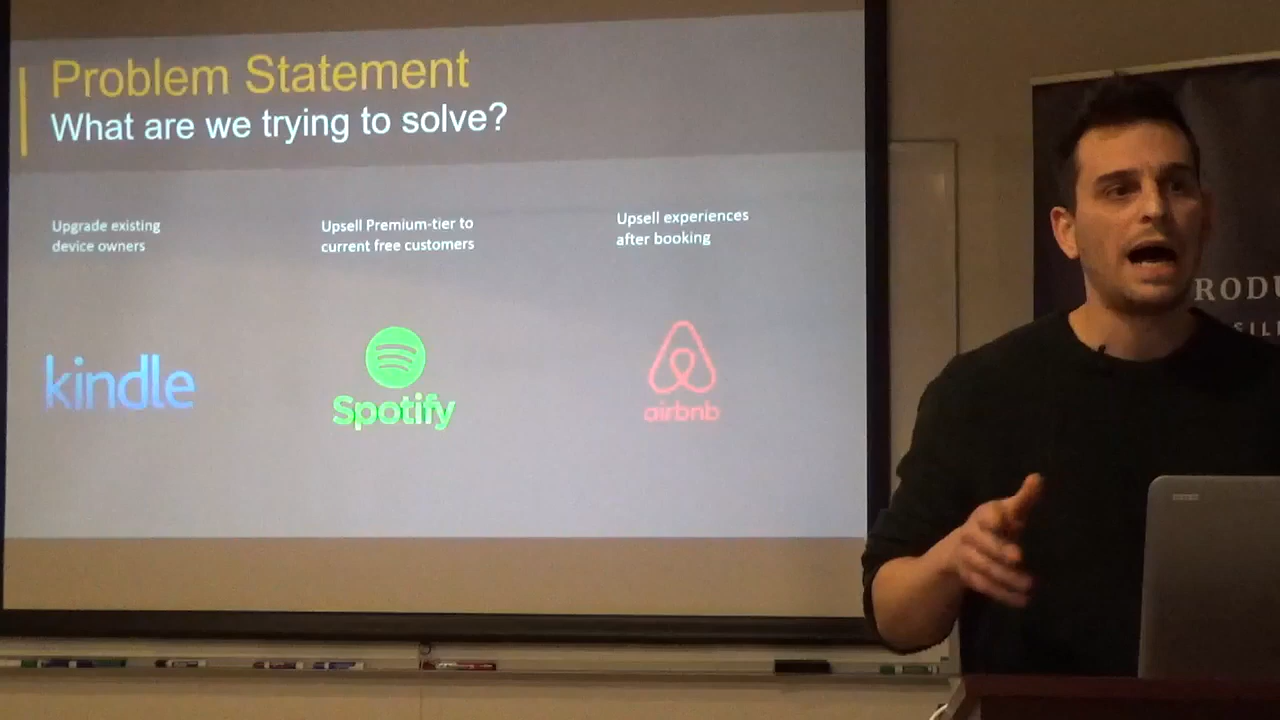 Problem Statement
What are we trying to solve?
Upgrade existing
device owners
Upsell Premium-tier to
current free customers
Upsell experiences
after booking
kindle
Spotify
airbnb